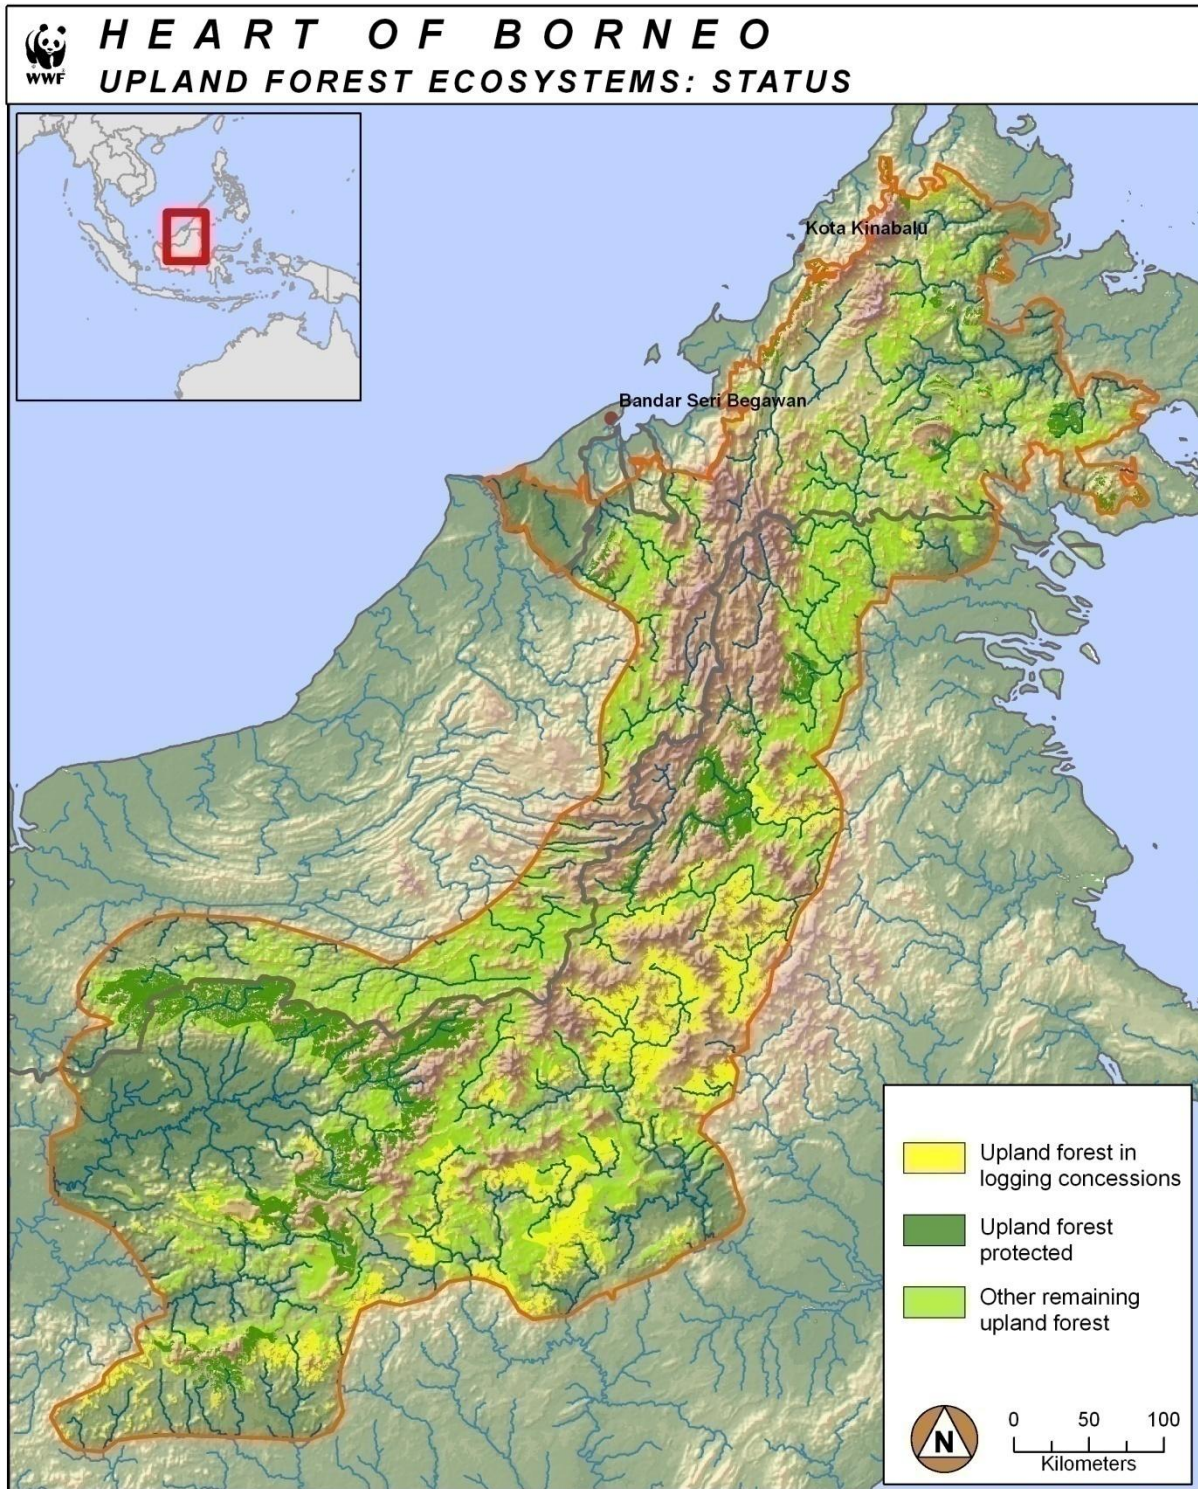 HEART OF BORNEO
WWF
UPLAND FOREST ECOSYSTEMS: STATUS
Kota Kinabalu
Bandar Seri Begawan
Upland forest in
logging concessions
Upland forest
protected
Other remaining
upland forest
N
0 50 100
Kilometers